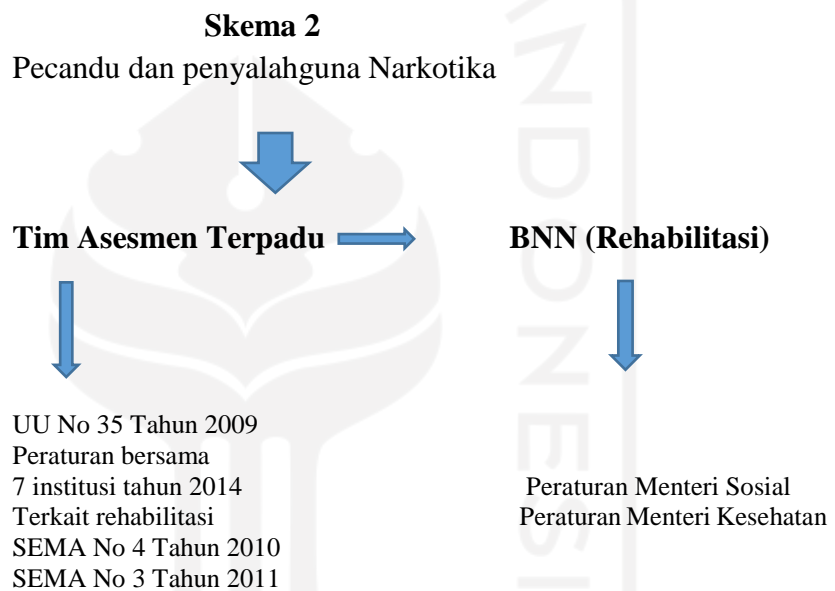 Skema 2
Pecandu dan penyalahguna Narkotika
Tim Asesmen Terpadu
BNN (Rehabilitasi)
UU No 35 Tahun 2009
Peraturan bersama
7 institusi tahun 2014
Terkait rehabilitasi
SEMA No 4 Tahun 2010
SEMA No 3 Tahun 2011
Peraturan Menteri Sosial
Peraturan Menteri Kesehatan
ANDONESI